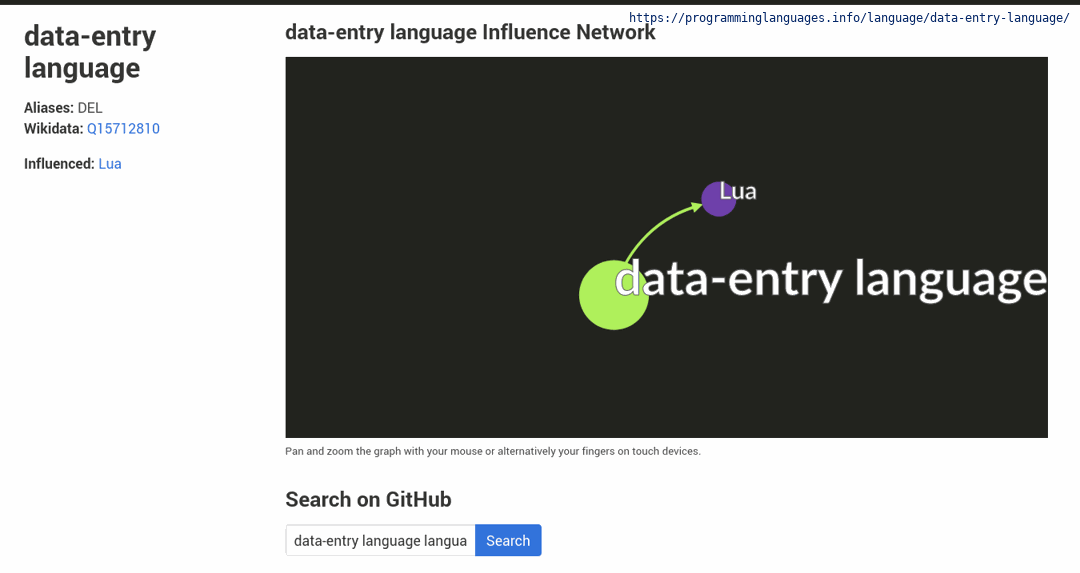 https://programminglanguages.info/language/data-entry-language/
data-entry
language
Aliases: DEL
Wikidata: Q15712810
Influenced: Lua
data-entry language Influence Network
Lua
data-entry language
Pan and zoom the graph with your mouse or alternatively your fingers on touch devices.
Search on GitHub
data-entry language langua
Search